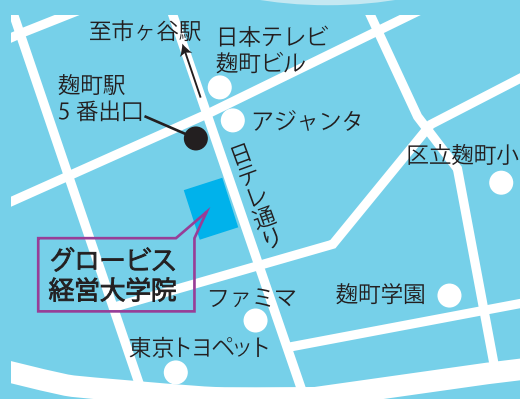 至市ヶ谷駅
日本テレビ
麹町ビル
麹町駅
5番出口
アジャンタ
日テレ通り
区立麹町小
グロービス
経営大学院
ファミマ
麹町学園
東京トヨペット